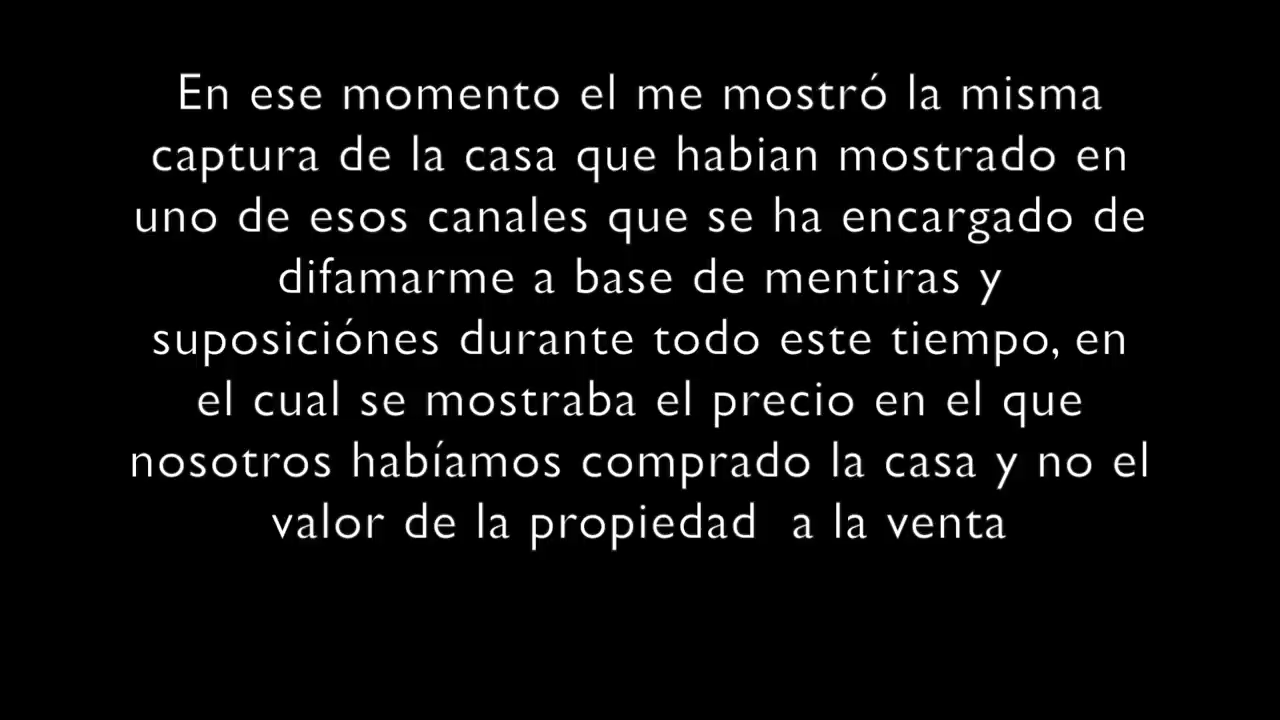 En ese momento el me mostró la misma
captura de la casa que habian mostrado en
uno de esos canales que se ha encargado de
difamarme a base de mentiras y
suposiciónes durante todo este tiempo, en
el cual se mostraba el precio en el que
nosotros habíamos comprado la casa y no el
valor de la propiedad  a la venta